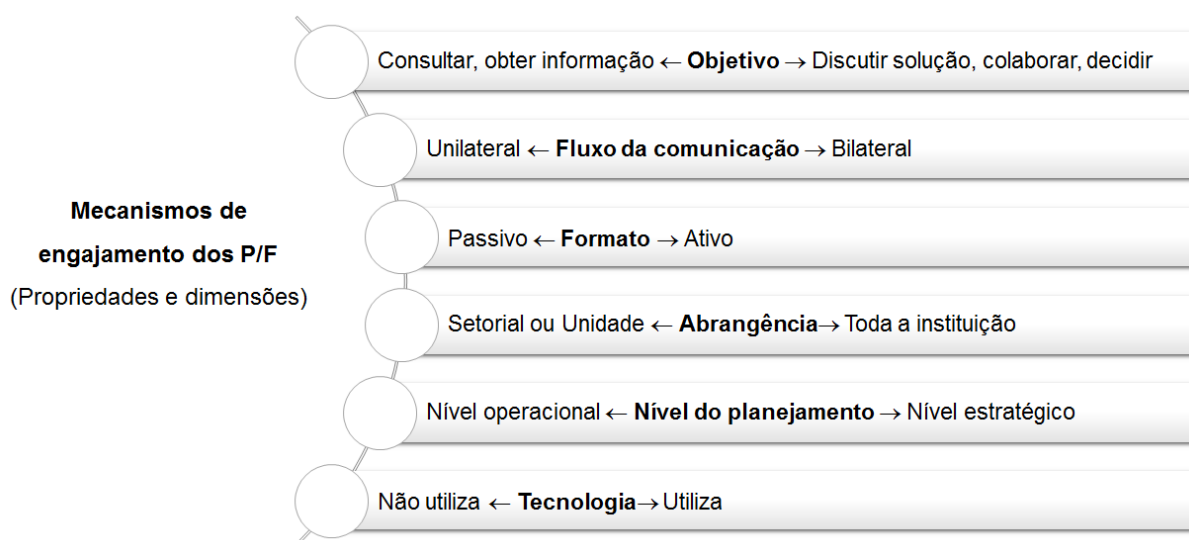 Consultar, obter informação ← Objetivo → Discutir solução, colaborar, decidir
Unilateral ← Fluxo da comunicação → Bilateral
Mecanismos de
engajamento dos P/F
(Propriedades e dimensões)
Passivo ← Formato → Ativo
Setorial ou Unidade ← Abrangência→ Toda a instituição
Nível operacional ← Nível do planejamento → Nível estratégico
Não utiliza ← Tecnologia→ Utiliza